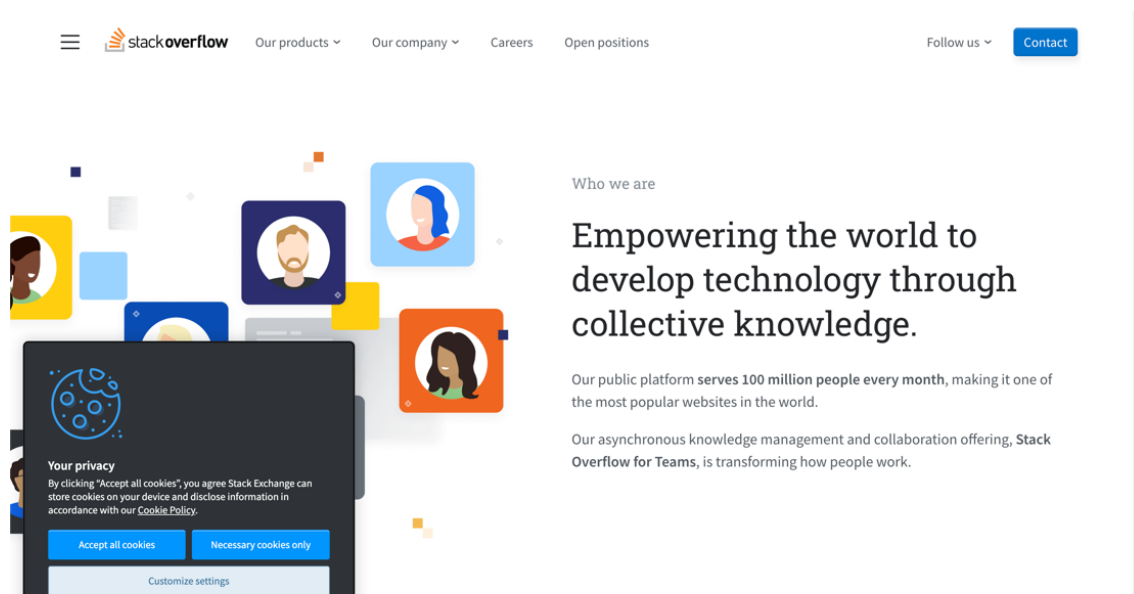 stack overflow
Our products
Our company
Careers
Open positions
Follow us
Contact
Who we are
Empowering the world to
develop technology through
collective knowledge.
Our public platform serves 100 million people every month, making it one of
the most popular websites in the world.
Our asynchronous knowledge management and collaboration offering, Stack
Overflow for Teams, is transforming how people work.
Your privacy
By clicking “Accept all cookies”, you agree Stack Exchange can
store cookies on your device and disclose information in
accordance with our Cookie Policy.
Accept all cookies
Necessary cookies only
Customize settings